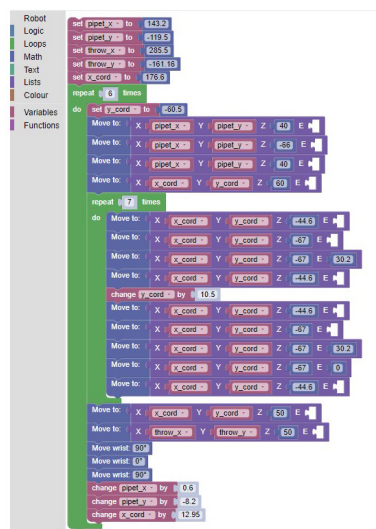 Robot
Logic
Loops
Math
Text
Lists
Colour
Variables
Functions
set pipet_x to 143.2
set pipet_y to -119.5
set throw_x to 285.5
set throw_y to -161.16
set x_cord to 176.6
repeat 6 times
do set y_cord to -60.5
Move to: X pipet_x Y pipet_y Z 40 E
Move to: X pipet_x Y pipet_y Z -66 E
Move to: X pipet_x Y pipet_y Z 40 E
Move to: X x_cord Y y_cord Z 60 E
repeat 7 times
do Move to: X x_cord Y y_cord Z -44.6 E
Move to: X x_cord Y y_cord Z -67 E
Move to: X x_cord Y y_cord Z -67 E 30.2
Move to: X x_cord Y y_cord Z -44.6 E
change y_cord by 10.5
Move to: X x_cord Y y_cord Z -44.6 E
Move to: X x_cord Y y_cord Z -67 E
Move to: X x_cord Y y_cord Z -67 E 30.2
Move to: X x_cord Y y_cord Z -67 E 0
Move to: X x_cord Y y_cord Z -44.6 E
Move to: X x_cord Y y_cord Z 50 E
Move to: X throw_x Y throw_y Z 50 E
Move wrist: 90°
Move wrist: 0°
Move wrist: 90°
change pipet_x by 0.6
change pipet_y by -8.2
change x_cord by 12.95